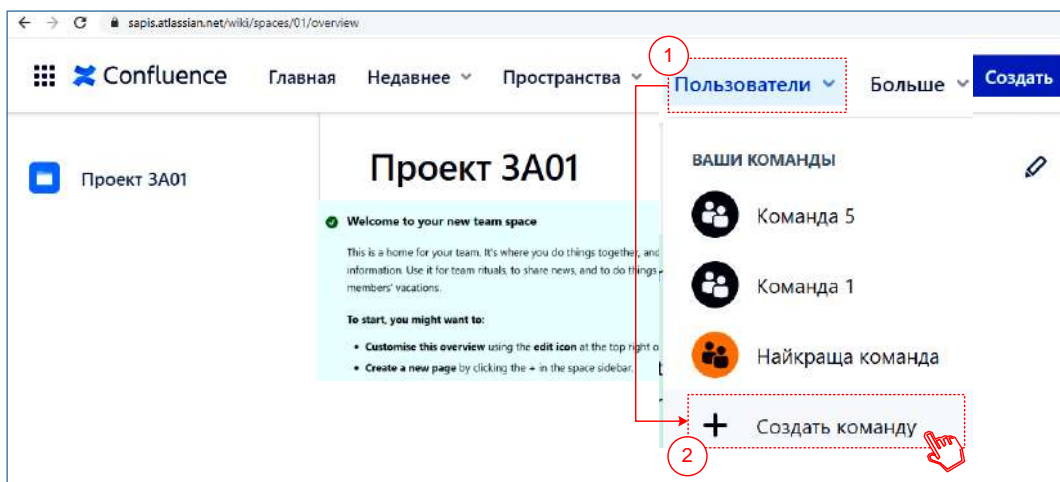 sapis.atlassian.net/wiki/spaces/01/overview
Confluence Главная Недавнее Пространства Пользователи Больше Создать
1
Проект 3А01
Проект 3А01
Welcome to your new team space
This is a home for your team. It's where you do things together, and
information. Use it for team rituals, to share news, and to do things
members' vacations.
To start, you might want to:
• Customise this overview using the edit icon at the top right o
• Create a new page by clicking the + in the space sidebar.
ВАШИ КОМАНДЫ
Команда 5
Команда 1
Найкраща команда
+ Создать команду
2